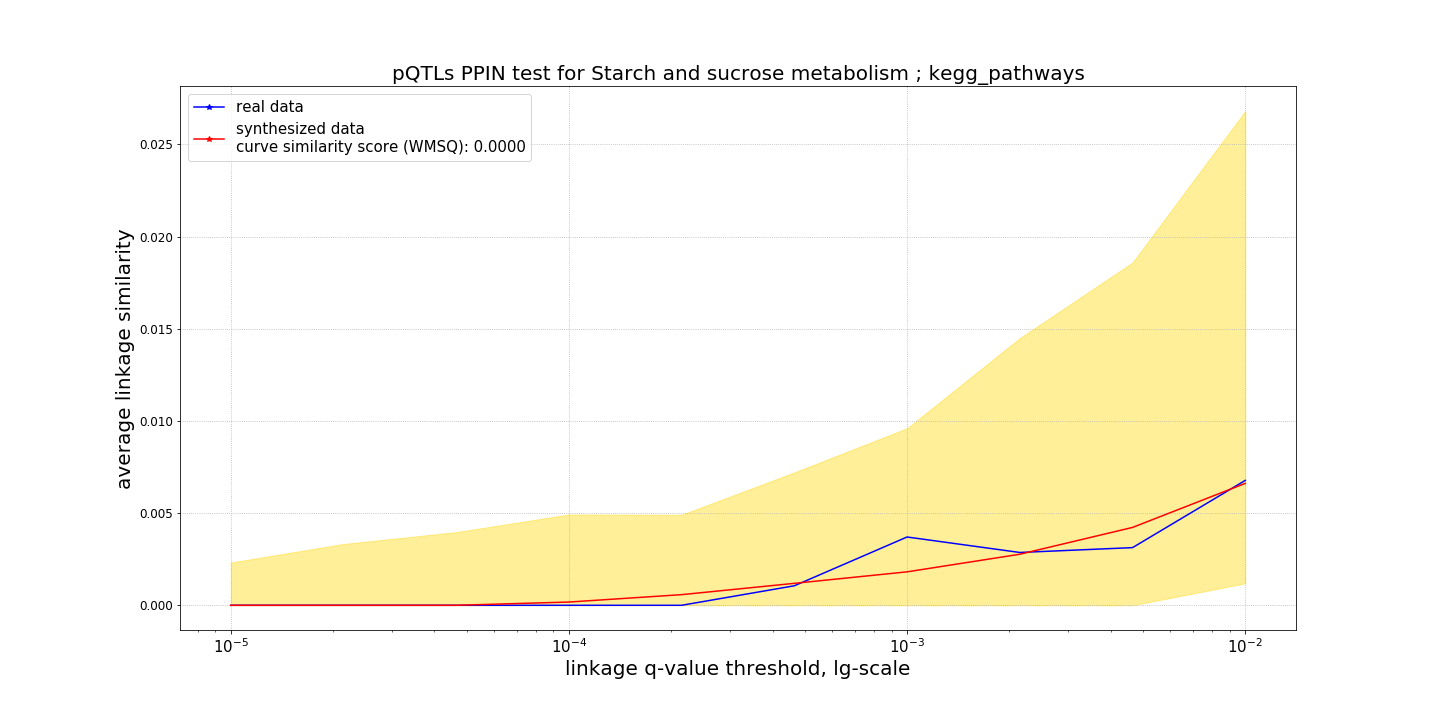 pQTLs PPIN test for Starch and sucrose metabolism ; kegg_pathways
real data
synthesized data
curve similarity score (WMSQ): 0.0000
average linkage similarity
0.025
0.020
0.015
0.010
0.005
0.000
10⁻⁵ 10⁻⁴ 10⁻³ 10⁻²
linkage q-value threshold, lg-scale